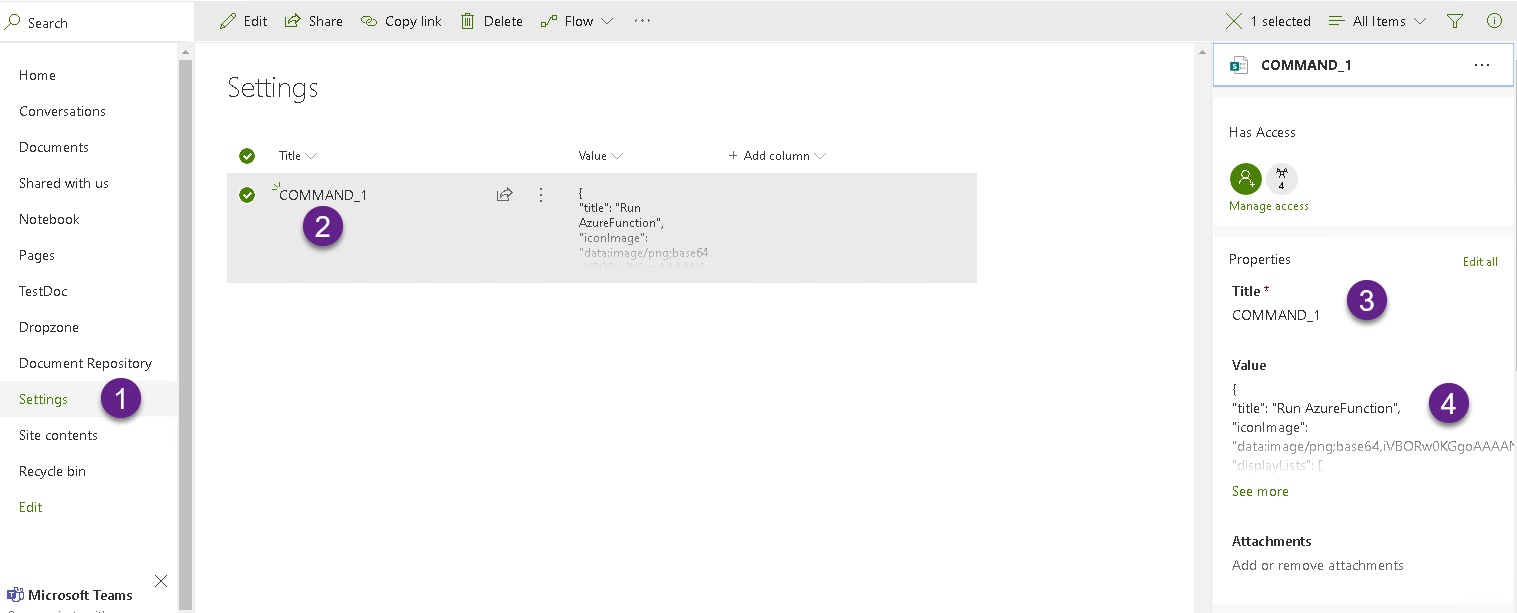 Search
Edit Share Copy link Delete Flow ···
1 selected All Items
Home
Conversations
Documents
Shared with us
Notebook
Pages
TestDoc
Dropzone
Document Repository
Settings
1
Site contents
Recycle bin
Edit
Microsoft Teams
Settings
Title Value + Add column
COMMAND_1
2
{
"title": "Run
AzureFunction",
"iconImage":
"data:image/png;base64
COMMAND_1 ···
Has Access
4
Manage access
Properties Edit all
Title *
COMMAND_1
3
Value
{
"title": "Run AzureFunction",
4
"iconImage":
"data:image/png;base64,iVBORw0KGgoAAAAN
"displayLists": [
See more
Attachments
Add or remove attachments